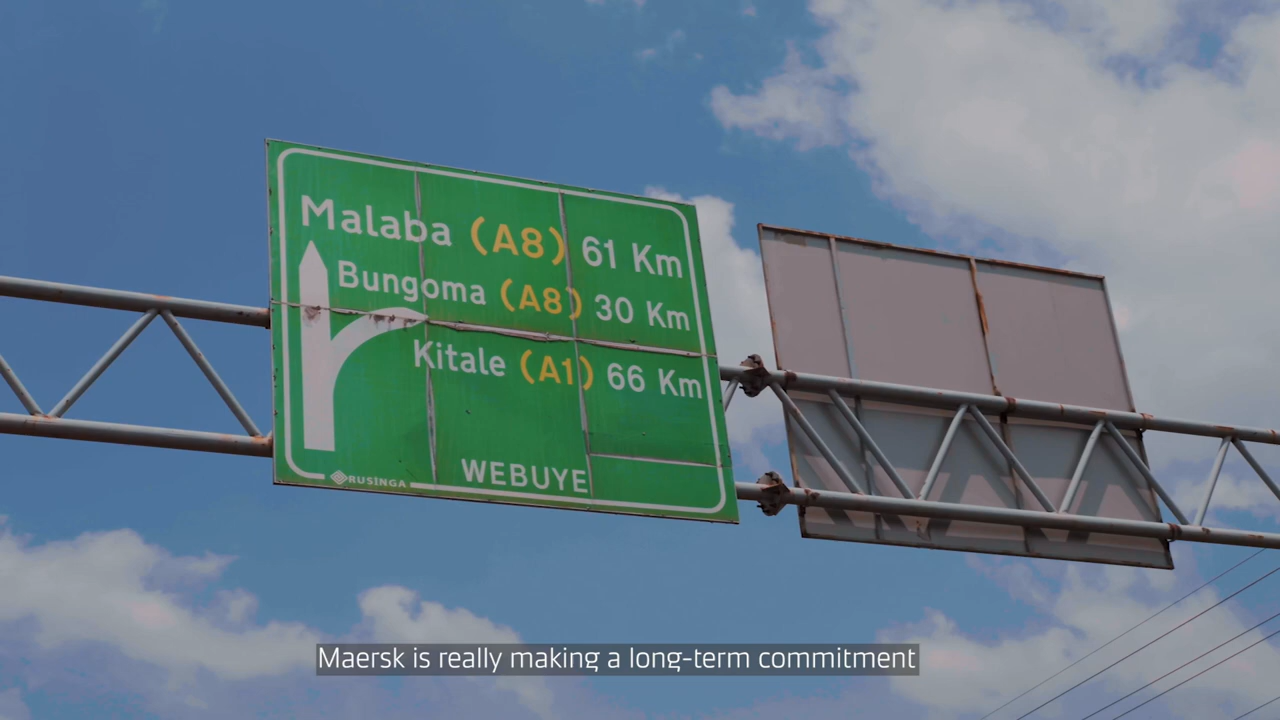 Malaba (A8) 61 Km
Bungoma (A8) 30 Km
Kitale (A1) 66 Km
WEBUYE
RUSINGA
Maersk is really making a long-term commitment